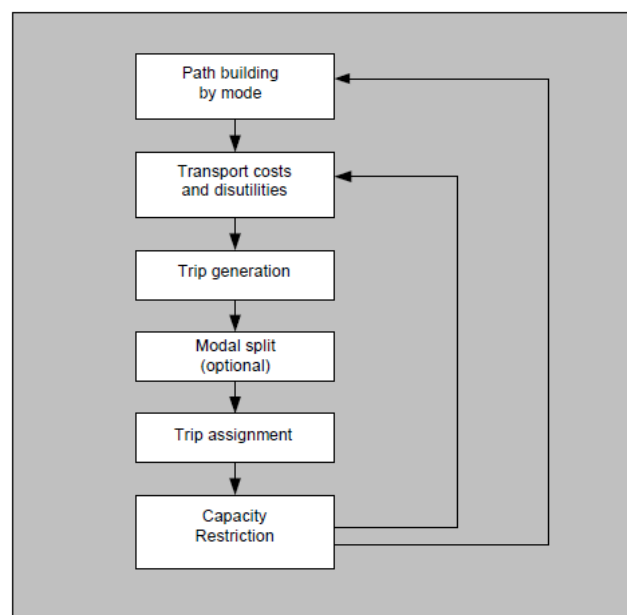 Path building
by mode
Transport costs
and disutilities
Trip generation
Modal split
(optional)
Trip assignment
Capacity
Restriction